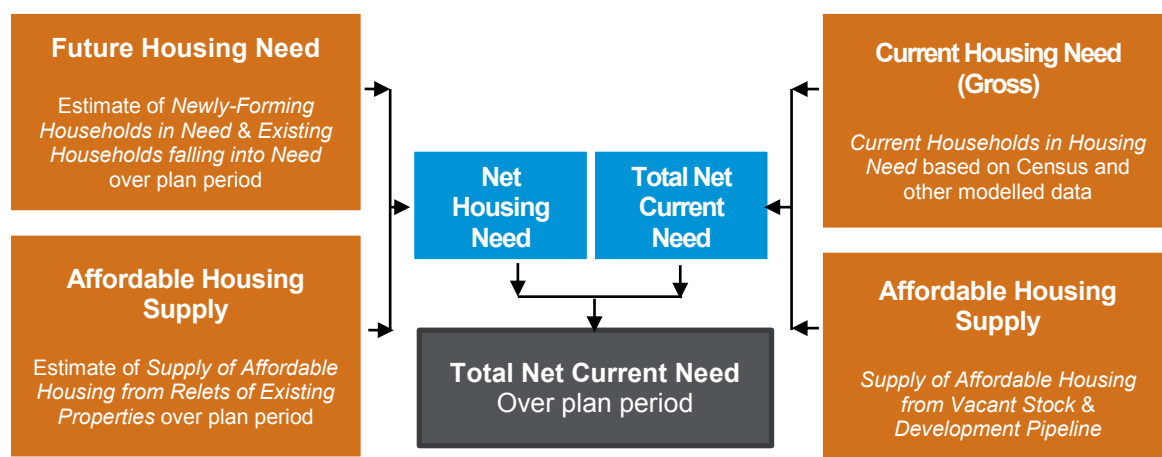 Future Housing Need
Estimate of Newly-Forming
Households in Need & Existing
Households falling into Need
over plan period
Affordable Housing
Supply
Estimate of Supply of Affordable
Housing from Relets of Existing
Properties over plan period
Net
Housing
Need
Total Net
Current
Need
Total Net Current Need
Over plan period
Current Housing Need
(Gross)
Current Households in Housing
Need based on Census and
other modelled data
Affordable Housing
Supply
Supply of Affordable Housing
from Vacant Stock &
Development Pipeline